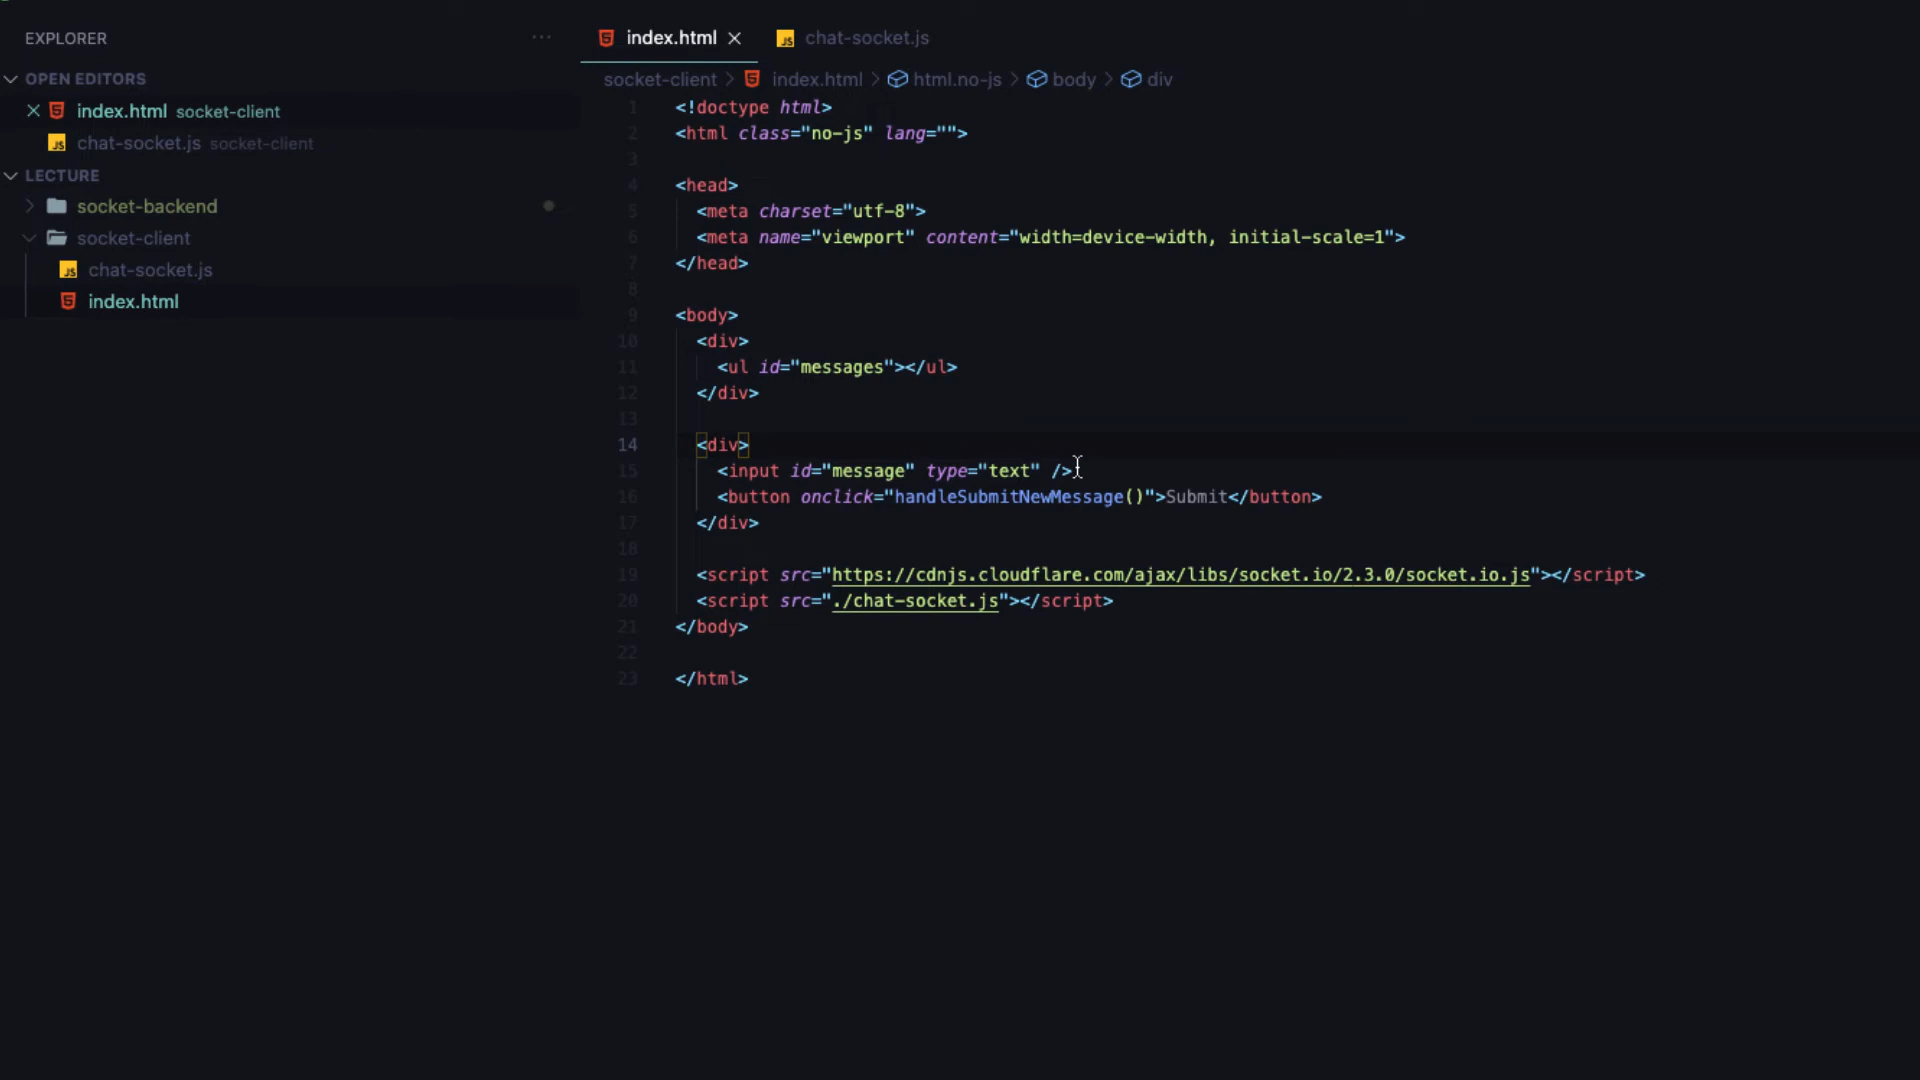 EXPLORER
OPEN EDITORS
index.html socket-client
chat-socket.js socket-client
LECTURE
socket-backend
socket-client
chat-socket.js
index.html
index.html
chat-socket.js
socket-client > index.html > html.no-js > body > div
1 <!doctype html>
2 <html class="no-js" lang="">
3
4 <head>
5 <meta charset="utf-8">
6 <meta name="viewport" content="width=device-width, initial-scale=1">
7 </head>
8
9 <body>
10 <div>
11 <ul id="messages"></ul>
12 </div>
13
14 <div>
15 <input id="message" type="text" />
16 <button onclick="handleSubmitNewMessage()">Submit</button>
17 </div>
18
19 <script src="https://cdnjs.cloudflare.com/ajax/libs/socket.io/2.3.0/socket.io.js"></script>
20 <script src="./chat-socket.js"></script>
21 </body>
22
23 </html>